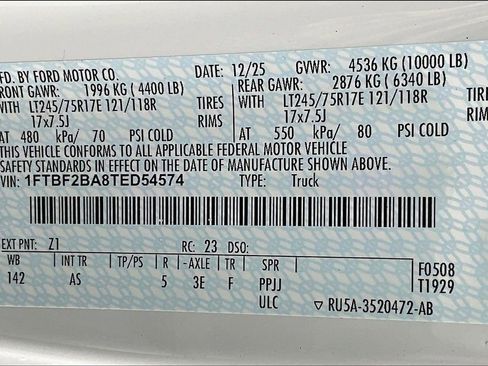 MFD. BY FORD MOTOR CO. DATE: 12/25 GVWR: 4536 KG (10000 LB)
FRONT GAWR: 1996 KG ( 4400 LB) REAR GAWR: 2876 KG ( 6340 LB)
WITH LT245/75R17E 121/118R TIRES WITH LT245/75R17E 121/118R TIRES
17x7.5J RIMS 17x7.5J RIMS
AT 480 kPa/ 70 PSI COLD AT 550 kPa/ 80 PSI COLD
THIS VEHICLE CONFORMS TO ALL APPLICABLE FEDERAL MOTOR VEHICLE
SAFETY STANDARDS IN EFFECT ON THE DATE OF MANUFACTURE SHOWN ABOVE.
VIN: 1FTBF2BA8TED54574 TYPE: Truck
EXT PNT: Z1 RC: 23 DSO:
WB INT TR TP/PS R AXLE TR SPR F0508
142 AS 5 3E F PPJJ T1929
ULC ▽ RU5A-3520472-AB